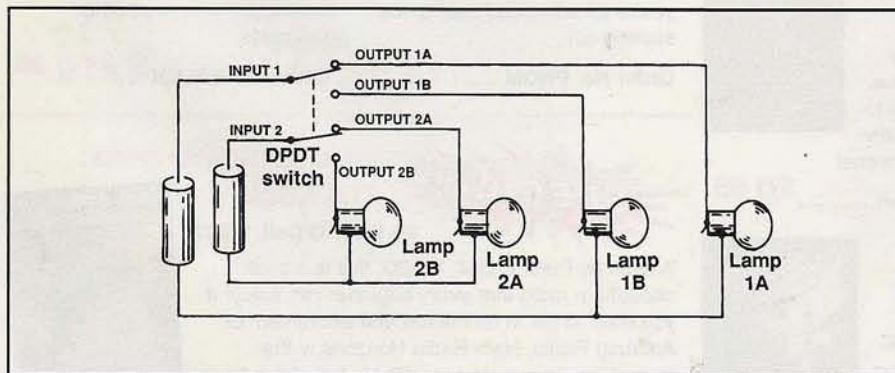 OUTPUT 1A
INPUT 1
OUTPUT 1B
INPUT 2
OUTPUT 2A
DPDT
switch
OUTPUT 2B
Lamp
2B
Lamp
2A
Lamp
1B
Lamp
1A